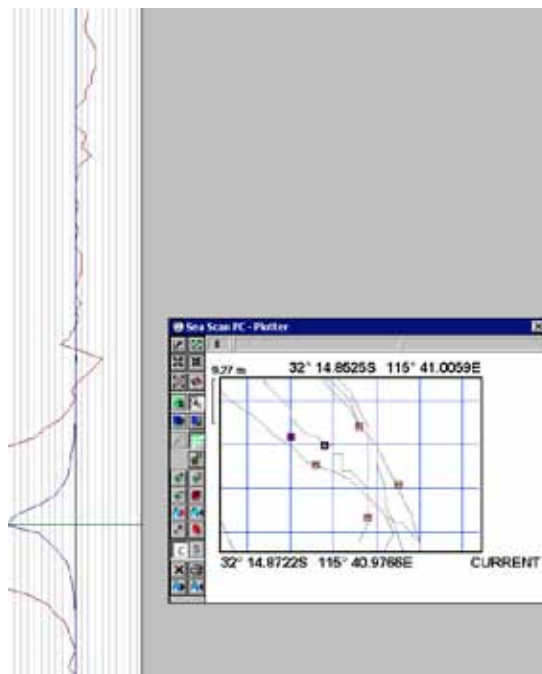 Sea Scan PC - Plotter
9.27 m
32° 14.8525S 115° 41.0059E
32° 14.8722S 115° 40.9766E CURRENT